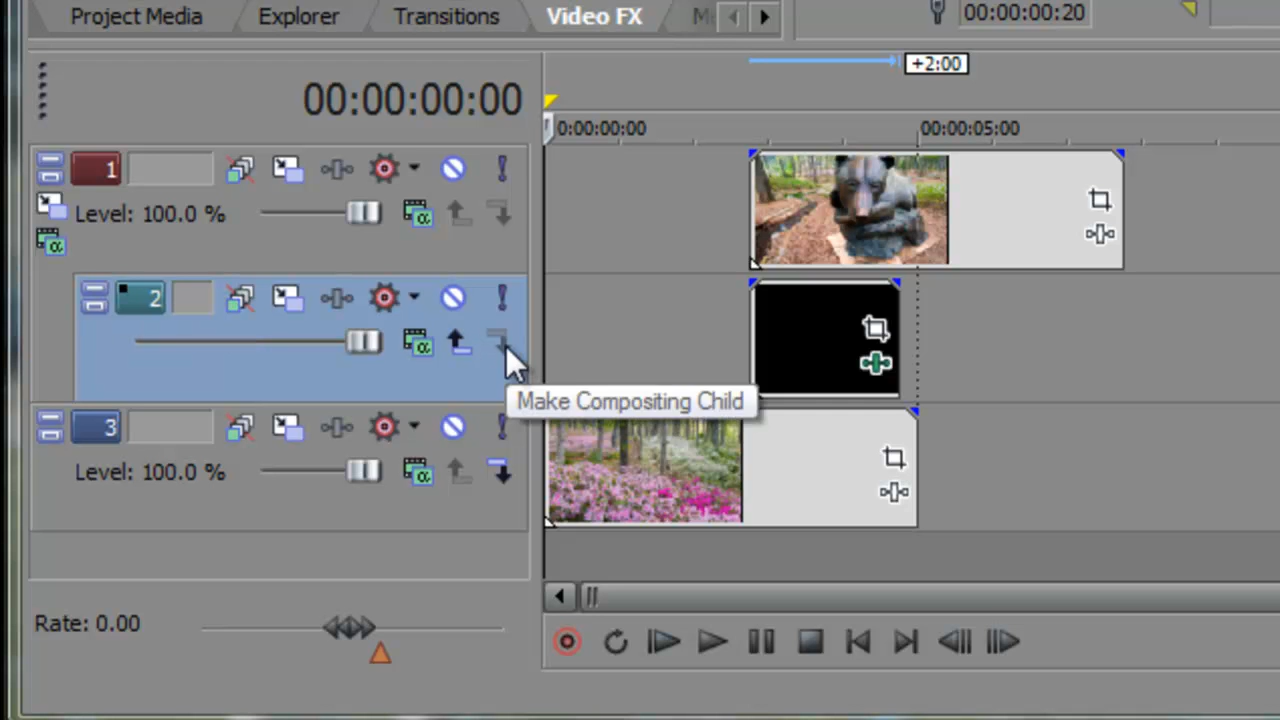 Project Media
Explorer
Transitions
Video FX
00:00:00:20
+2:00
00:00:00:00
0:00:00:00
00:00:05:00
1
Level: 100.0 %
2
Make Compositing Child
3
Level: 100.0 %
Rate: 0.00